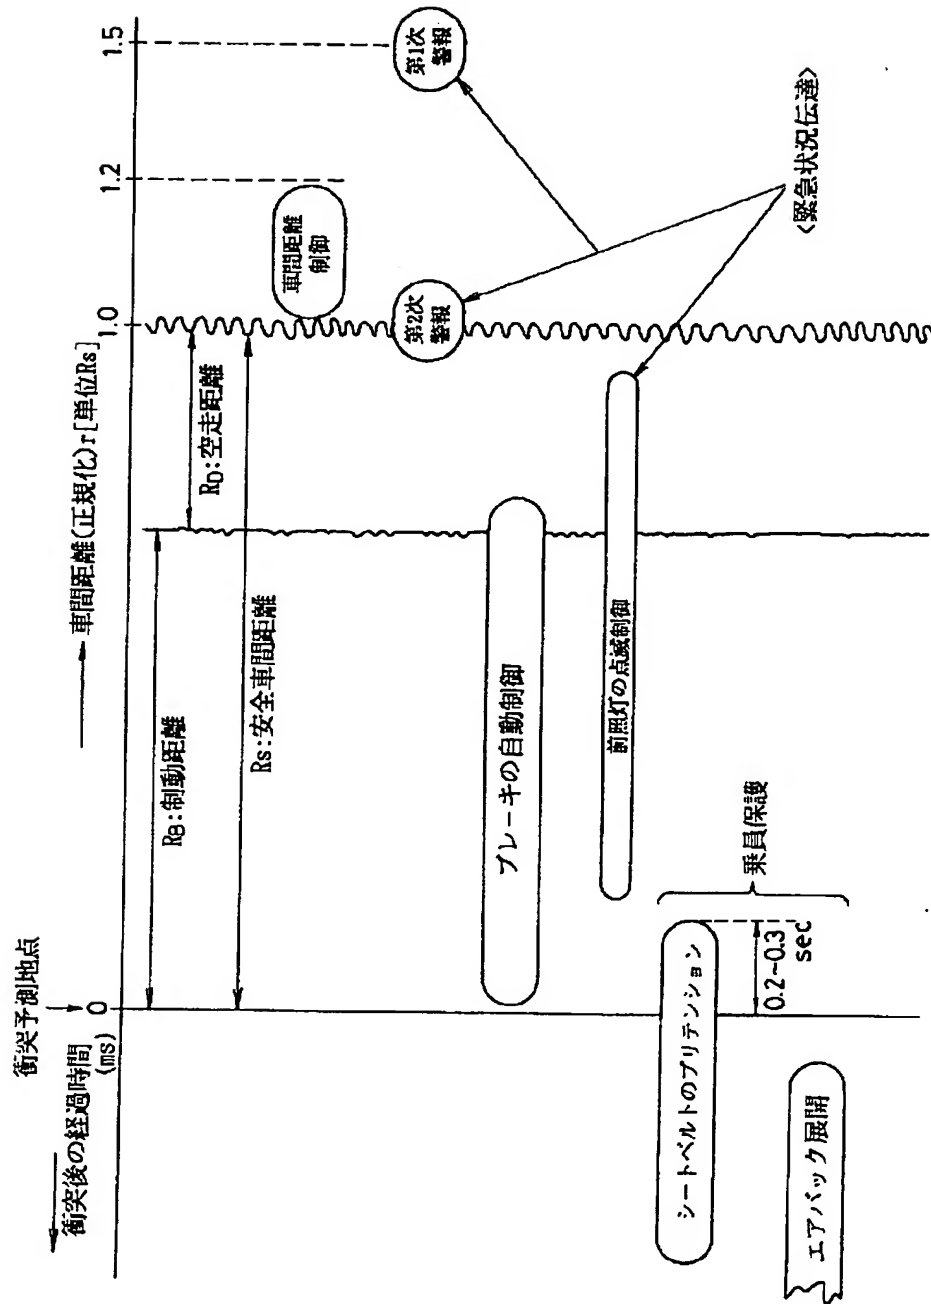 衝突予測地点
衝突後の経過時間
(ms)
車間距離(正規化)r[単位Rs]
0
1.0
1.2
1.5
RB:制動距離
RD:空走距離
Rs:安全車間距離
車間距離
制御
第2次
警報
第1次
警報
ブレーキの自動制御
前照灯の点滅制御
<緊急状況伝達>
シートベルトのプリテンション
0.2~0.3
sec
乗員保護
エアバック展開